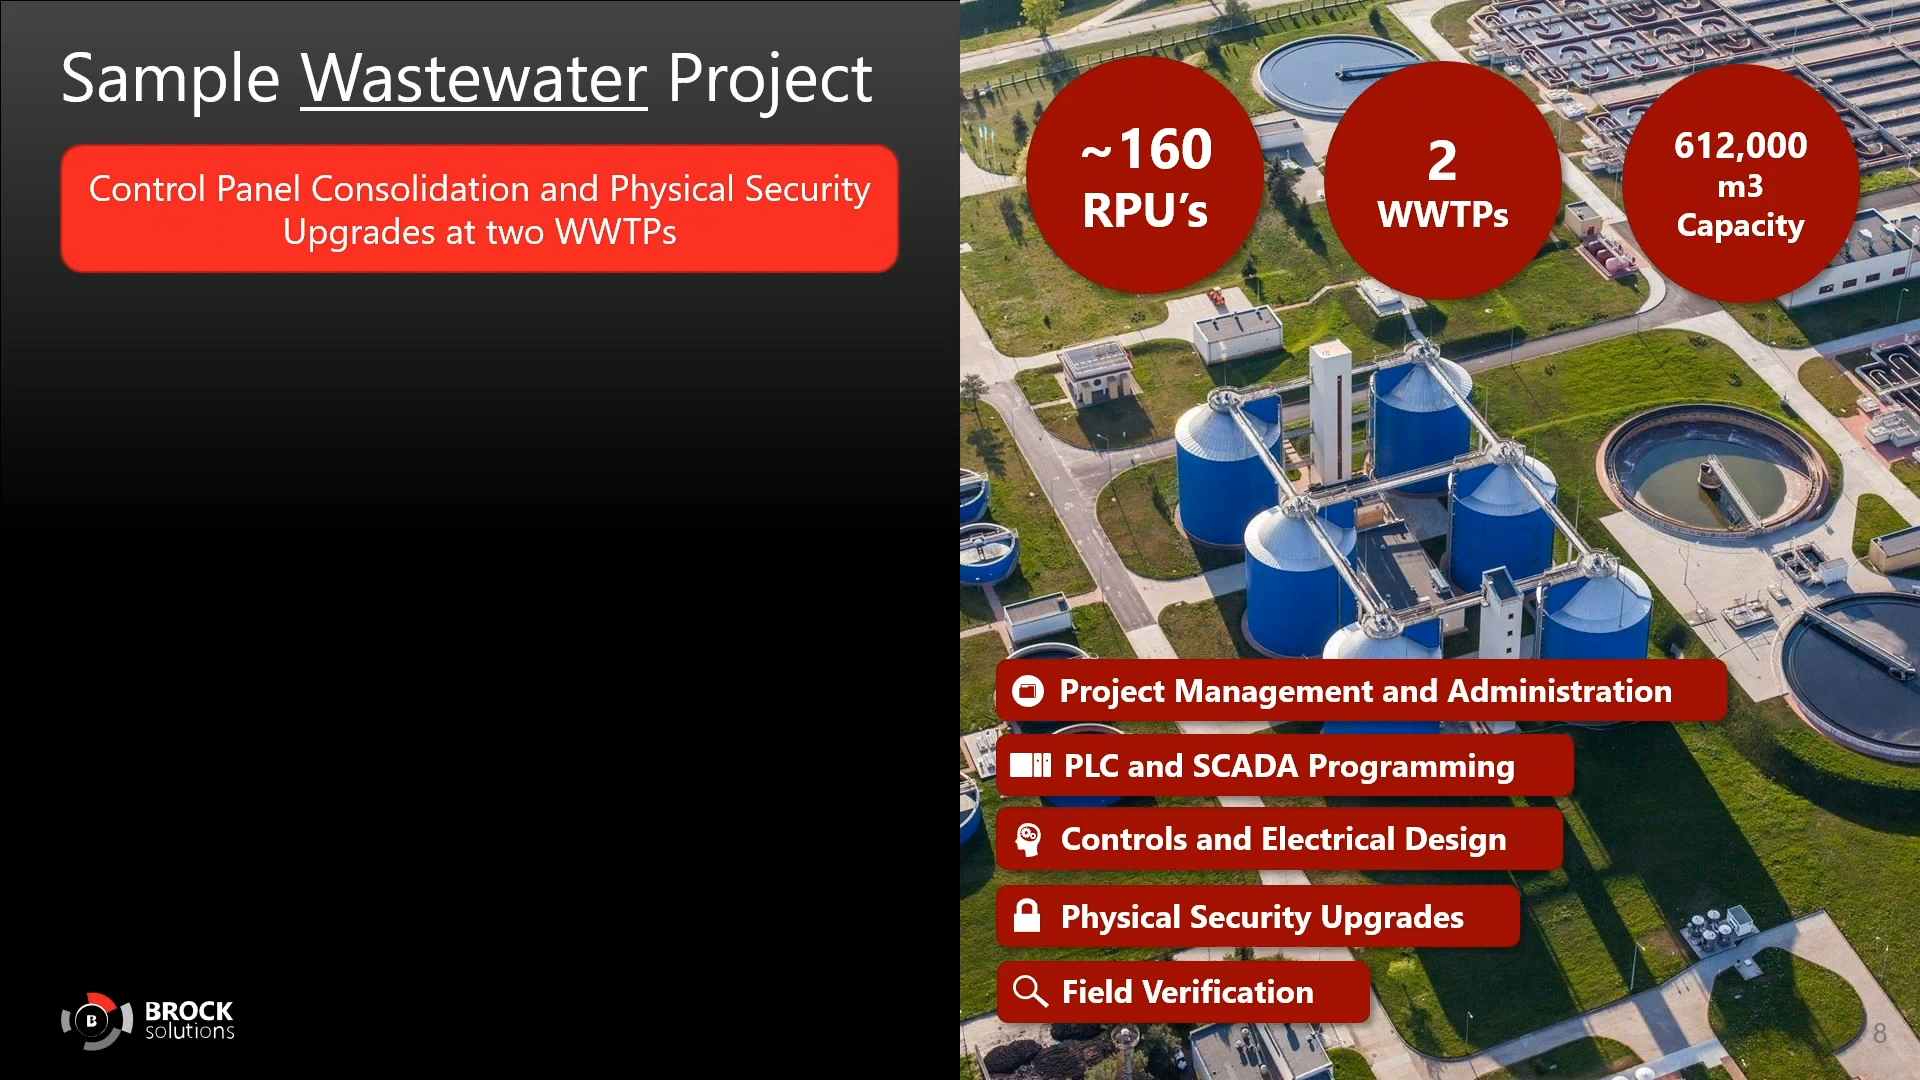 Sample Wastewater Project
Control Panel Consolidation and Physical Security
Upgrades at two WWTPs
~160
RPU’s
2
WWTPs
612,000
m3
Capacity
Project Management and Administration
PLC and SCADA Programming
Controls and Electrical Design
Physical Security Upgrades
Field Verification
B
BROCK
solutions
8